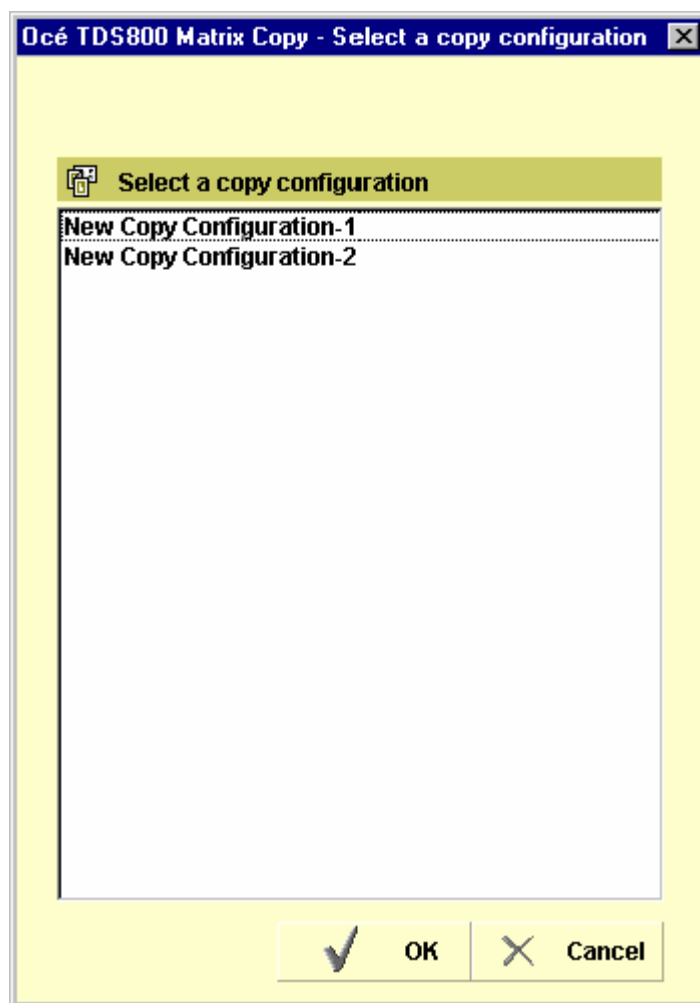 Océ TDS800 Matrix Copy - Select a copy configuration
Select a copy configuration
New Copy Configuration-1
New Copy Configuration-2
OK
Cancel